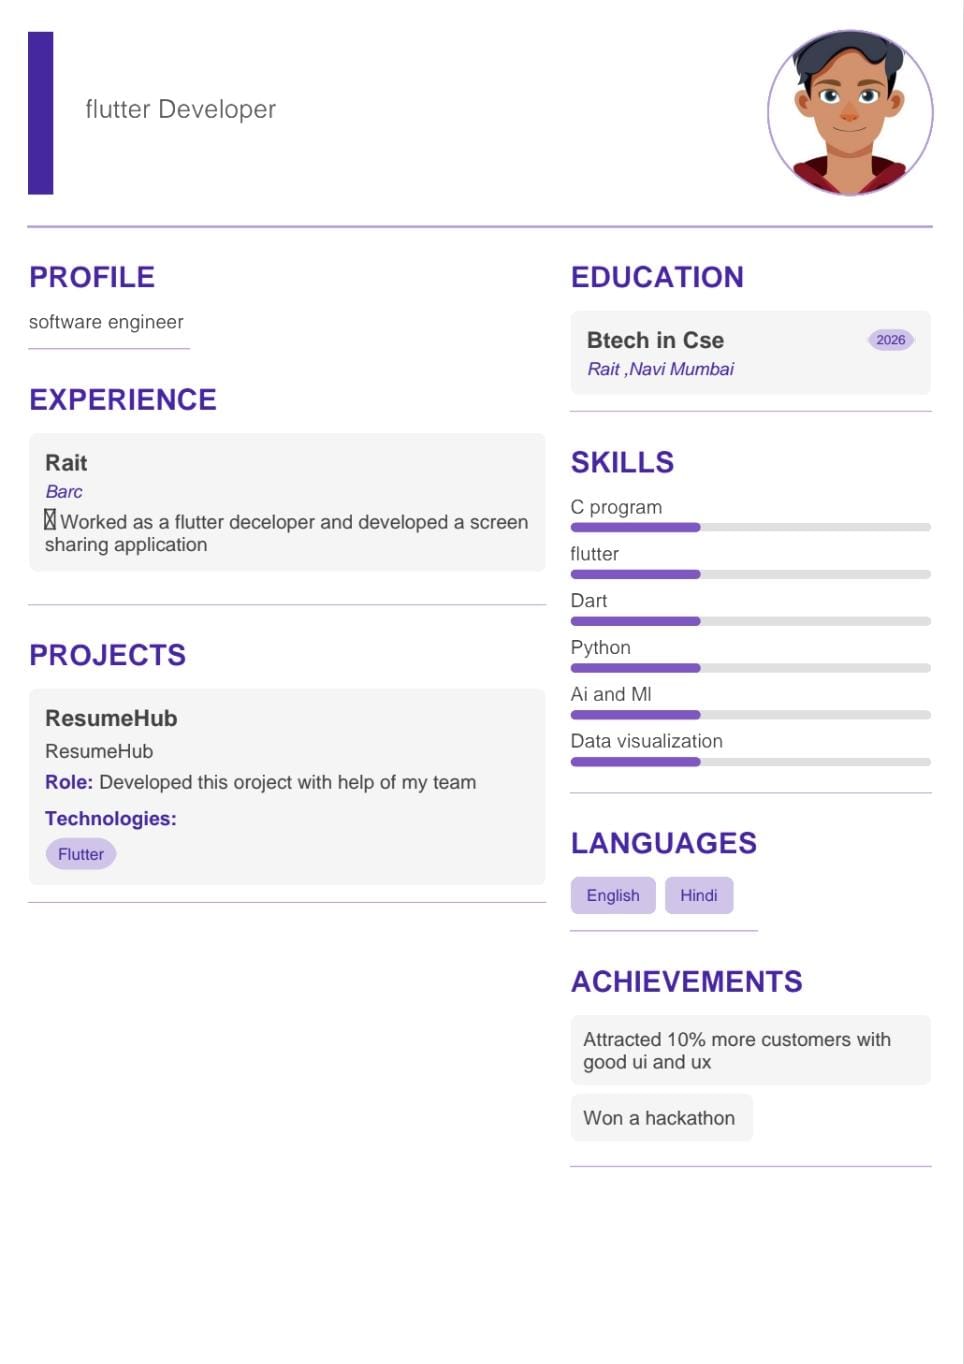 flutter Developer
PROFILE
software engineer
EXPERIENCE
Rait
Barc
Worked as a flutter deceloper and developed a screen
sharing application
PROJECTS
ResumeHub
ResumeHub
Role: Developed this oroject with help of my team
Technologies:
Flutter
EDUCATION
Btech in Cse 2026
Rait ,Navi Mumbai
SKILLS
C program
flutter
Dart
Python
Ai and Ml
Data visualization
LANGUAGES
English Hindi
ACHIEVEMENTS
Attracted 10% more customers with
good ui and ux
Won a hackathon